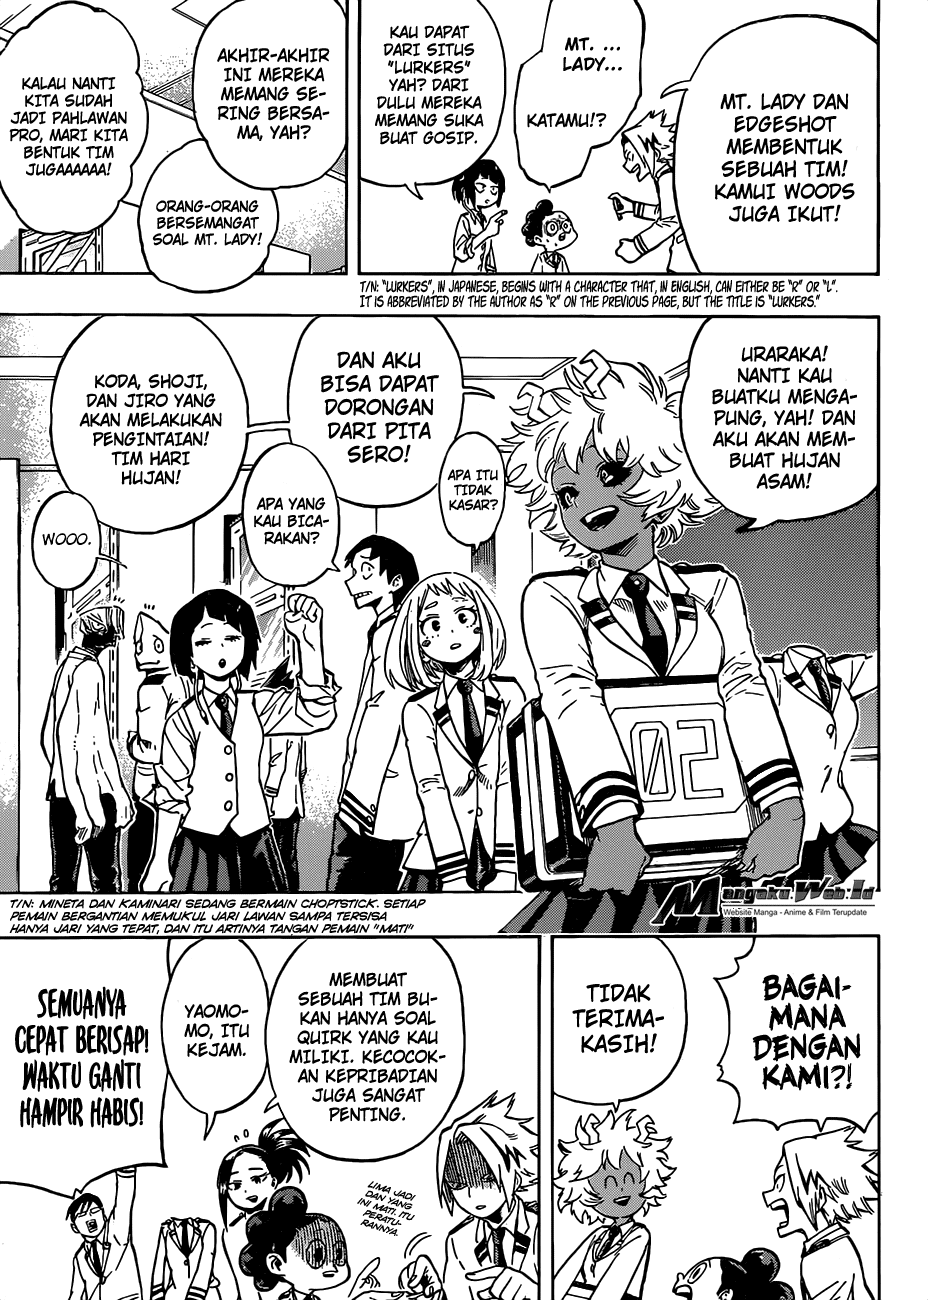 MT. LADY DAN
EDGESHOT
MEMBENTUK
SEBUAH TIM!
KAMUI WOODS
JUGA IKUT!
MT. ...
LADY...
KATAMU!?
KAU DAPAT
DARI SITUS
"LURKERS"
YAH? DARI
DULU MEREKA
MEMANG SUKA
BUAT GOSIP.
AKHIR-AKHIR
INI MEREKA
MEMANG SE-
RING BERSA-
MA, YAH?
KALAU NANTI
KITA SUDAH
JADI PAHLAWAN
PRO, MARI KITA
BENTUK TIM
JUGAAAAAA!
ORANG-ORANG
BERSEMANGAT
SOAL MT. LADY!
T/N: "LURKERS", IN JAPANESE, BEGINS WITH A CHARACTER THAT, IN ENGLISH, CAN EITHER BE "R" OR "L".
IT IS ABBREVIATED BY THE AUTHOR AS "R" ON THE PREVIOUS PAGE, BUT THE TITLE IS "LURKERS."
URARAKA!
NANTI KAU
BUATKU MENGA-
PUNG, YAH! DAN
AKU AKAN MEM-
BUAT HUJAN
ASAM!
DAN AKU
BISA DAPAT
DORONGAN
DARI PITA
SERO!
APA ITU
TIDAK
KASAR?
KODA, SHOJI,
DAN JIRO YANG
AKAN MELAKUKAN
PENGINTAIAN!
TIM HARI
HUJAN!
APA YANG
KAU BICA-
RAKAN?
WOOO.
02
Mangaku.Web.Id
Website Manga - Anime & Film Terupdate
T/N: MINETA DAN KAMINARI SEDANG BERMAIN CHOPTSTICK. SETIAP
PEMAIN BERGANTIAN MEMUKUL JARI LAWAN SAMPA TERSISA
HANYA JARI YANG TEPAT, DAN ITU ARTINYA TANGAN PEMAIN "MATI"
BAGAI-
MANA
DENGAN
KAMI?!
TIDAK
TERIMA-
KASIH!
MEMBUAT
SEBUAH TIM BU-
KAN HANYA SOAL
QUIRK YANG KAU
MILIKI. KECOCOK-
AN KEPRIBADIAN
JUGA SANGAT
PENTING.
YAOMO-
MO, ITU
KEJAM.
LIMA JADI
DAN YANG
INI MATI. ITU
PERATU-
RANNYA.
SEMUANYA
CEPAT BERISAP!
WAKTU GANTI
HAMPIR HABIS!